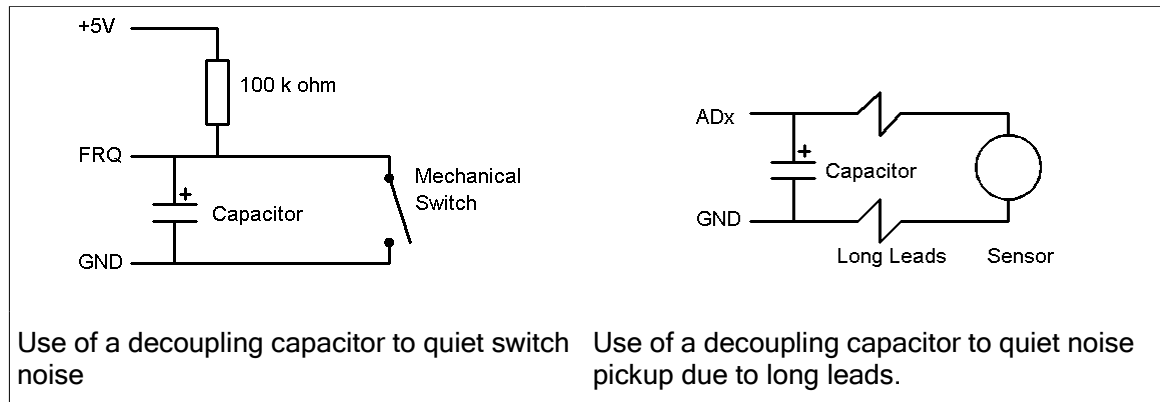 +5V
100 k ohm
FRQ
+
Capacitor
Mechanical
Switch
GND
ADx
+
Capacitor
GND
Long Leads
Sensor
Use of a decoupling capacitor to quiet switch
noise
Use of a decoupling capacitor to quiet noise
pickup due to long leads.